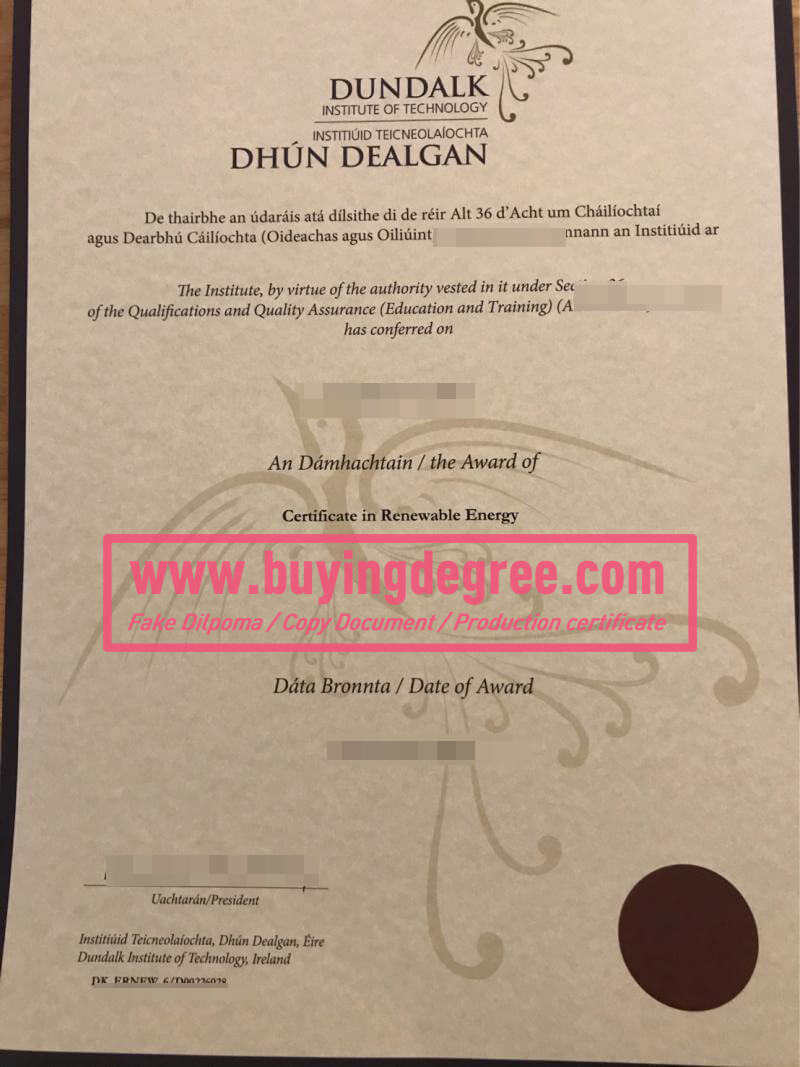 DUNDALK
INSTITUTE OF TECHNOLOGY
INSTITIÚID TEICNEOLAÍOCHTA
DHÚN DEALGAN
De thairbhe an údaráis atá dílsithe di de réir Alt 36 d'Acht um Cháilíochtaí
agus Dearbhú Cáilíochta (Oideachas agus Oiliúint an Institiúid ar
The Institute, by virtue of the authority vested in it under
of the Qualifications and Quality Assurance (Education and Training)
has conferred on
An Dámhachtain / the Award of
Certificate in Renewable Energy
www.buyingdegree.com
Fake Dilpoma / Copy Document / Production certificate
Dáta Bronnta / Date of Award
Uachtarán/President
Institiúid Teicneolaíochta, Dhún Dealgan, Éire
Dundalk Institute of Technology, Ireland